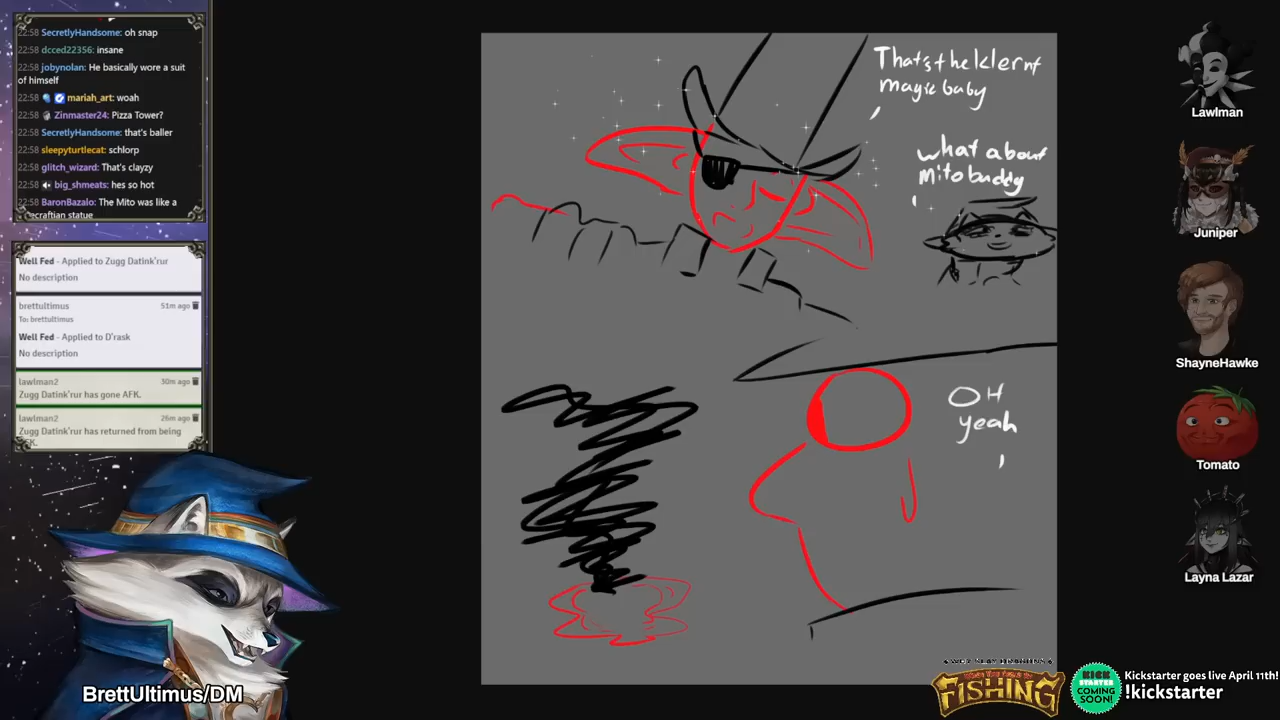 22:58 SecretlyHandsome: oh snap
22:58 dcced22356: insane
22:58 jobynolan: He basically wore a suit
of himself
22:58 mariah_art: woah
22:58 Zinmaster24: Pizza Tower?
22:58 SecretlyHandsome: that's baller
22:58 sleepyturtlecat: schlorp
22:58 glitch_wizard: That's clayzy
22:58 big_shmeats: hes so hot
22:58 BaronBazalo: The Mito was like a
ecraftian statue
Well Fed - Applied to Zugg Datink'rur
No description
brettultimus 51m ago
To: brettultimus
Well Fed - Applied to D'rask
No description
lawlman2 30m ago
Zugg Datink'rur has gone AFK.
lawlman2 26m ago
Zugg Datink'rur has returned from being
BrettUltimus/DM
That's the
magic baby
what about
Mito buddy
OH
yeah
Lawlman
Juniper
ShayneHawke
Tomato
Layna Lazar
FISHING
KICK
STARTER
COMING
SOON!
Kickstarter goes live April 11th!
!kickstarter